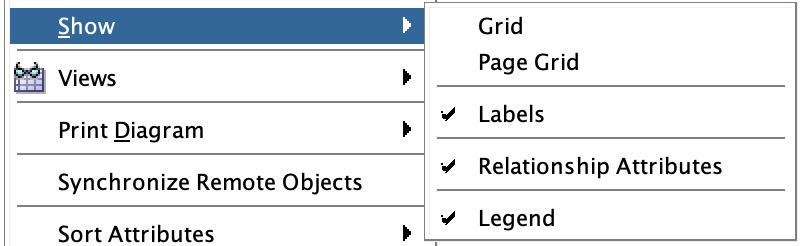 Show
Views
Print Diagram
Synchronize Remote Objects
Sort Attributes
Grid
Page Grid
Labels
Relationship Attributes
Legend